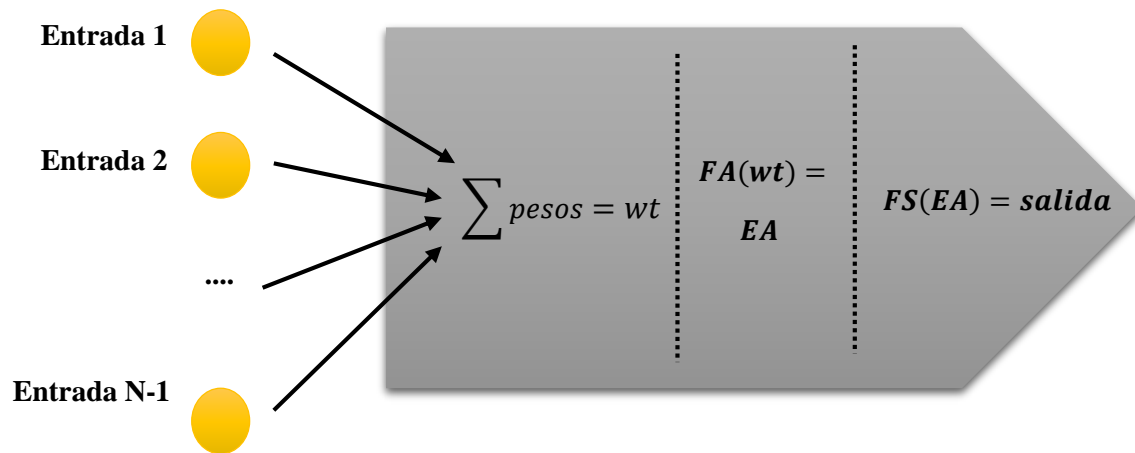 Entrada 1
Entrada 2
....
Entrada N-1
∑ pesos = wt
FA(wt) =
EA
FS(EA) = salida